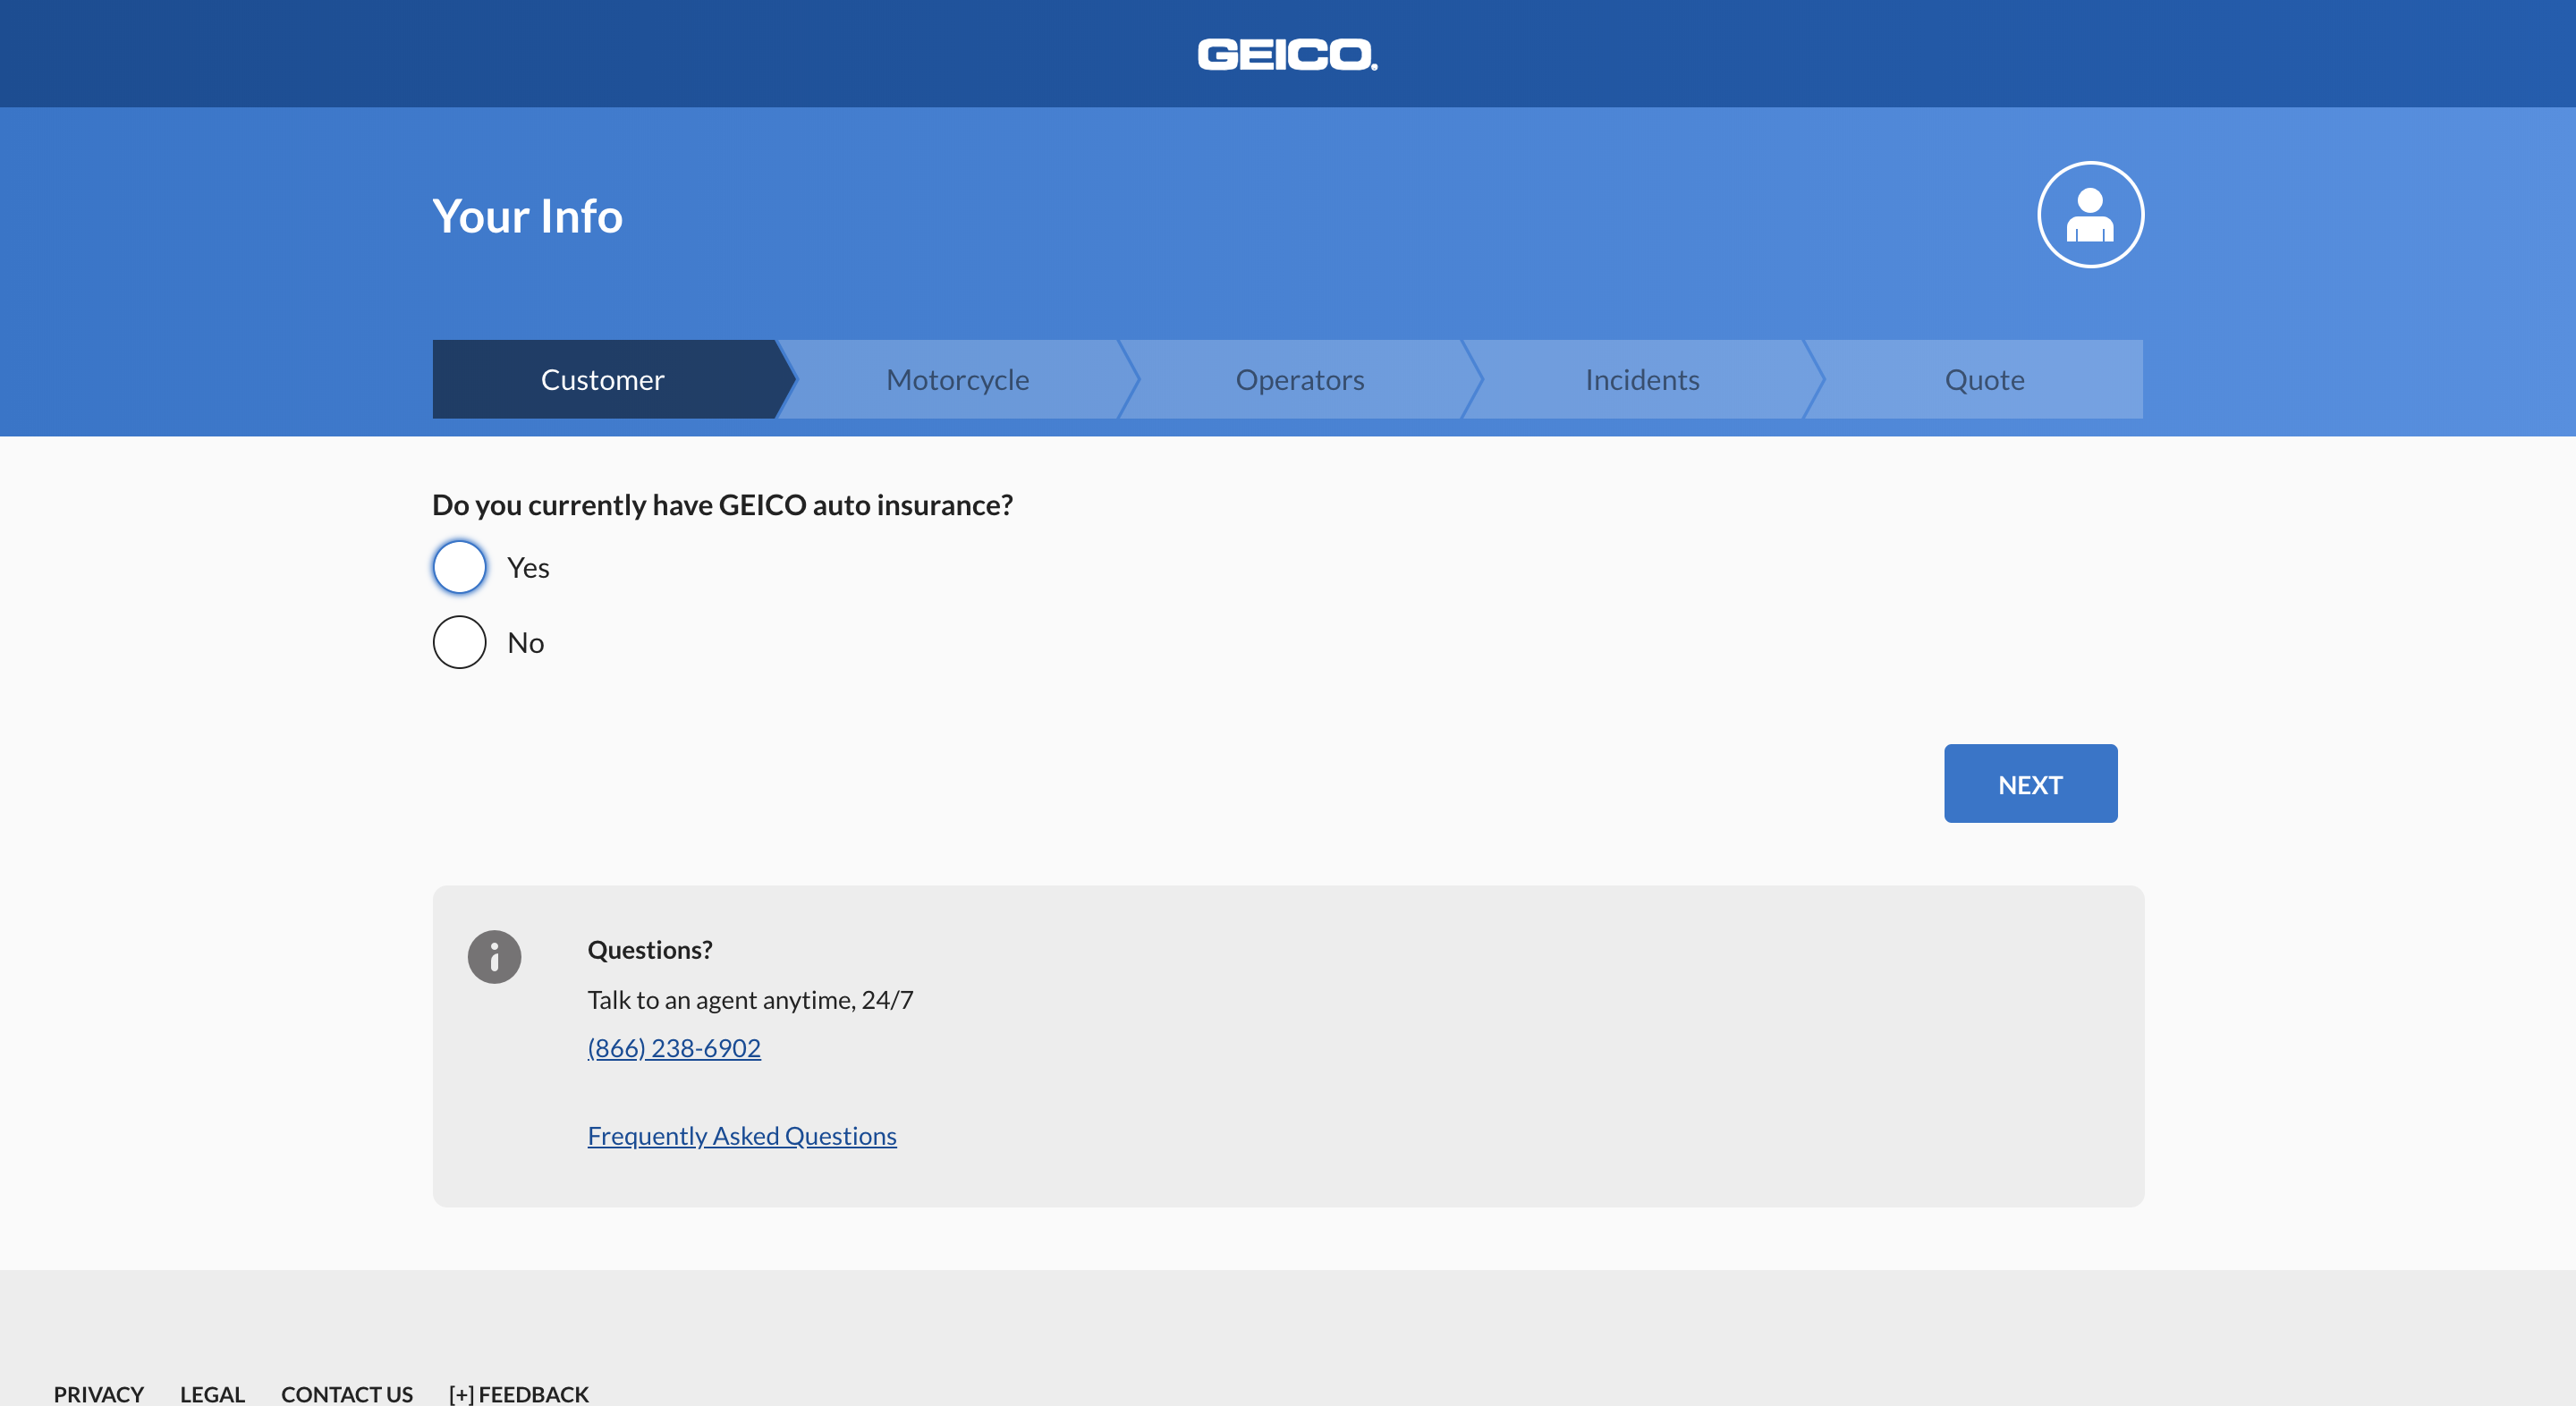 GEICO.
Your Info
Customer
Motorcycle
Operators
Incidents
Quote
Do you currently have GEICO auto insurance?
Yes
No
NEXT
Questions?
Talk to an agent anytime, 24/7
(866) 238-6902
Frequently Asked Questions
PRIVACY LEGAL CONTACT US [+] FEEDBACK